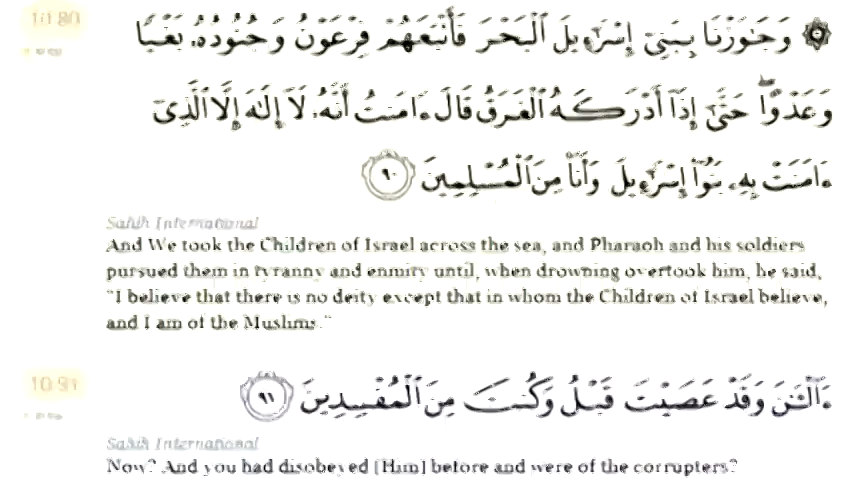 10:80
۞ وَجَـٰوَزْنَا بِبَنِىٓ إِسْرَٰٓءِيلَ ٱلْبَحْرَ فَأَتْبَعَهُمْ فِرْعَوْنُ وَجُنُودُهُۥ بَغْيًا
وَعَدْوًا ۖ حَتَّىٰٓ إِذَآ أَدْرَكَهُ ٱلْغَرَقُ قَالَ ءَامَنتُ أَنَّهُۥ لَآ إِلَـٰهَ إِلَّا ٱلَّذِىٓ
ءَامَنَتْ بِهِۦ بَنُوٓا۟ إِسْرَٰٓءِيلَ وَأَنَا۠ مِنَ ٱلْمُسْلِمِينَ ٩٠
Sahih International
And We took the Children of Israel across the sea, and Pharaoh and his soldiers
pursued them in tyranny and enmity until, when drowning overtook him, he said,
"I believe that there is no deity except that in whom the Children of Israel believe,
and I am of the Muslims."
10:91
ءَآلْـَٔـٰنَ وَقَدْ عَصَيْتَ قَبْلُ وَكُنتَ مِنَ ٱلْمُفْسِدِينَ ٩١
Sahih International
Now? And you had disobeyed [Him] before and were of the corrupters?